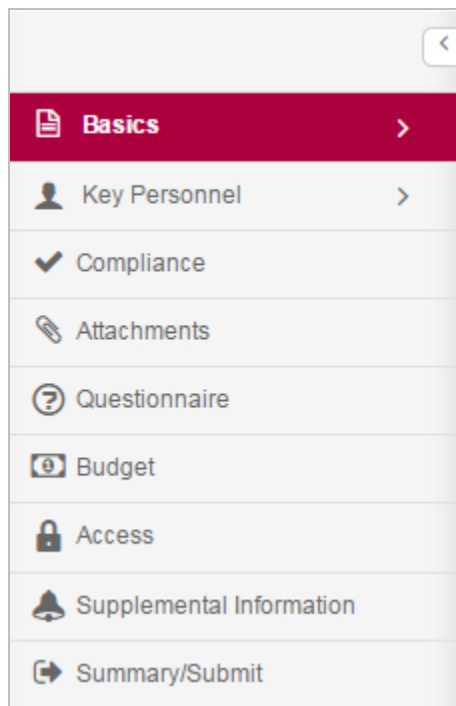 Basics
Key Personnel
Compliance
Attachments
Questionnaire
Budget
Access
Supplemental Information
Summary/Submit